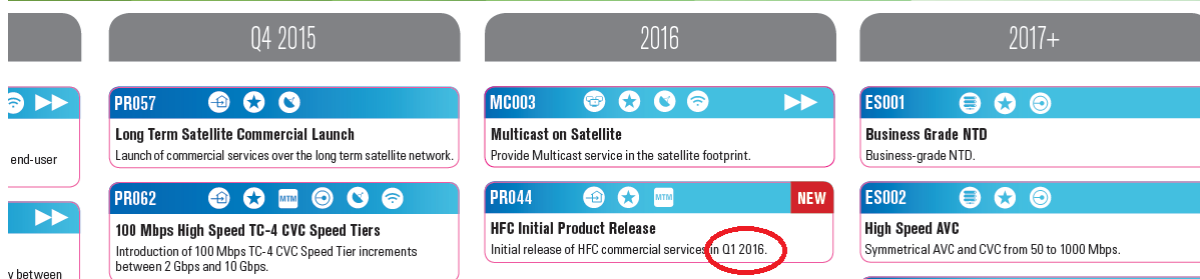 Q4 2015
2016
2017+
end-user
y between
PR057
Long Term Satellite Commercial Launch
Launch of commercial services over the long term satellite network.
PR062
MTM
100 Mbps High Speed TC-4 CVC Speed Tiers
Introduction of 100 Mbps TC-4 CVC Speed Tier increments
between 2 Gbps and 10 Gbps.
MC003
Multicast on Satellite
Provide Multicast service in the satellite footprint.
PR044
MTM
NEW
HFC Initial Product Release
Initial release of HFC commercial services in Q1 2016.
ES001
Business Grade NTD
Business-grade NTD.
ES002
High Speed AVC
Symmetrical AVC and CVC from 50 to 1000 Mbps.